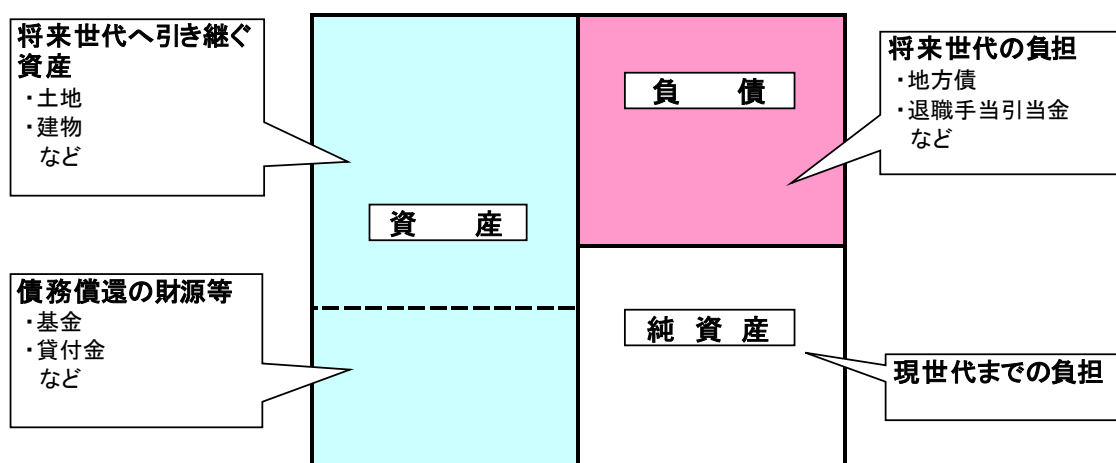 将来世代へ引き継ぐ
資産
・土地
・建物
など
資　産
債務償還の財源等
・基金
・貸付金
など
負　債
純 資 産
将来世代の負担
・地方債
・退職手当引当金
など
現世代までの負担